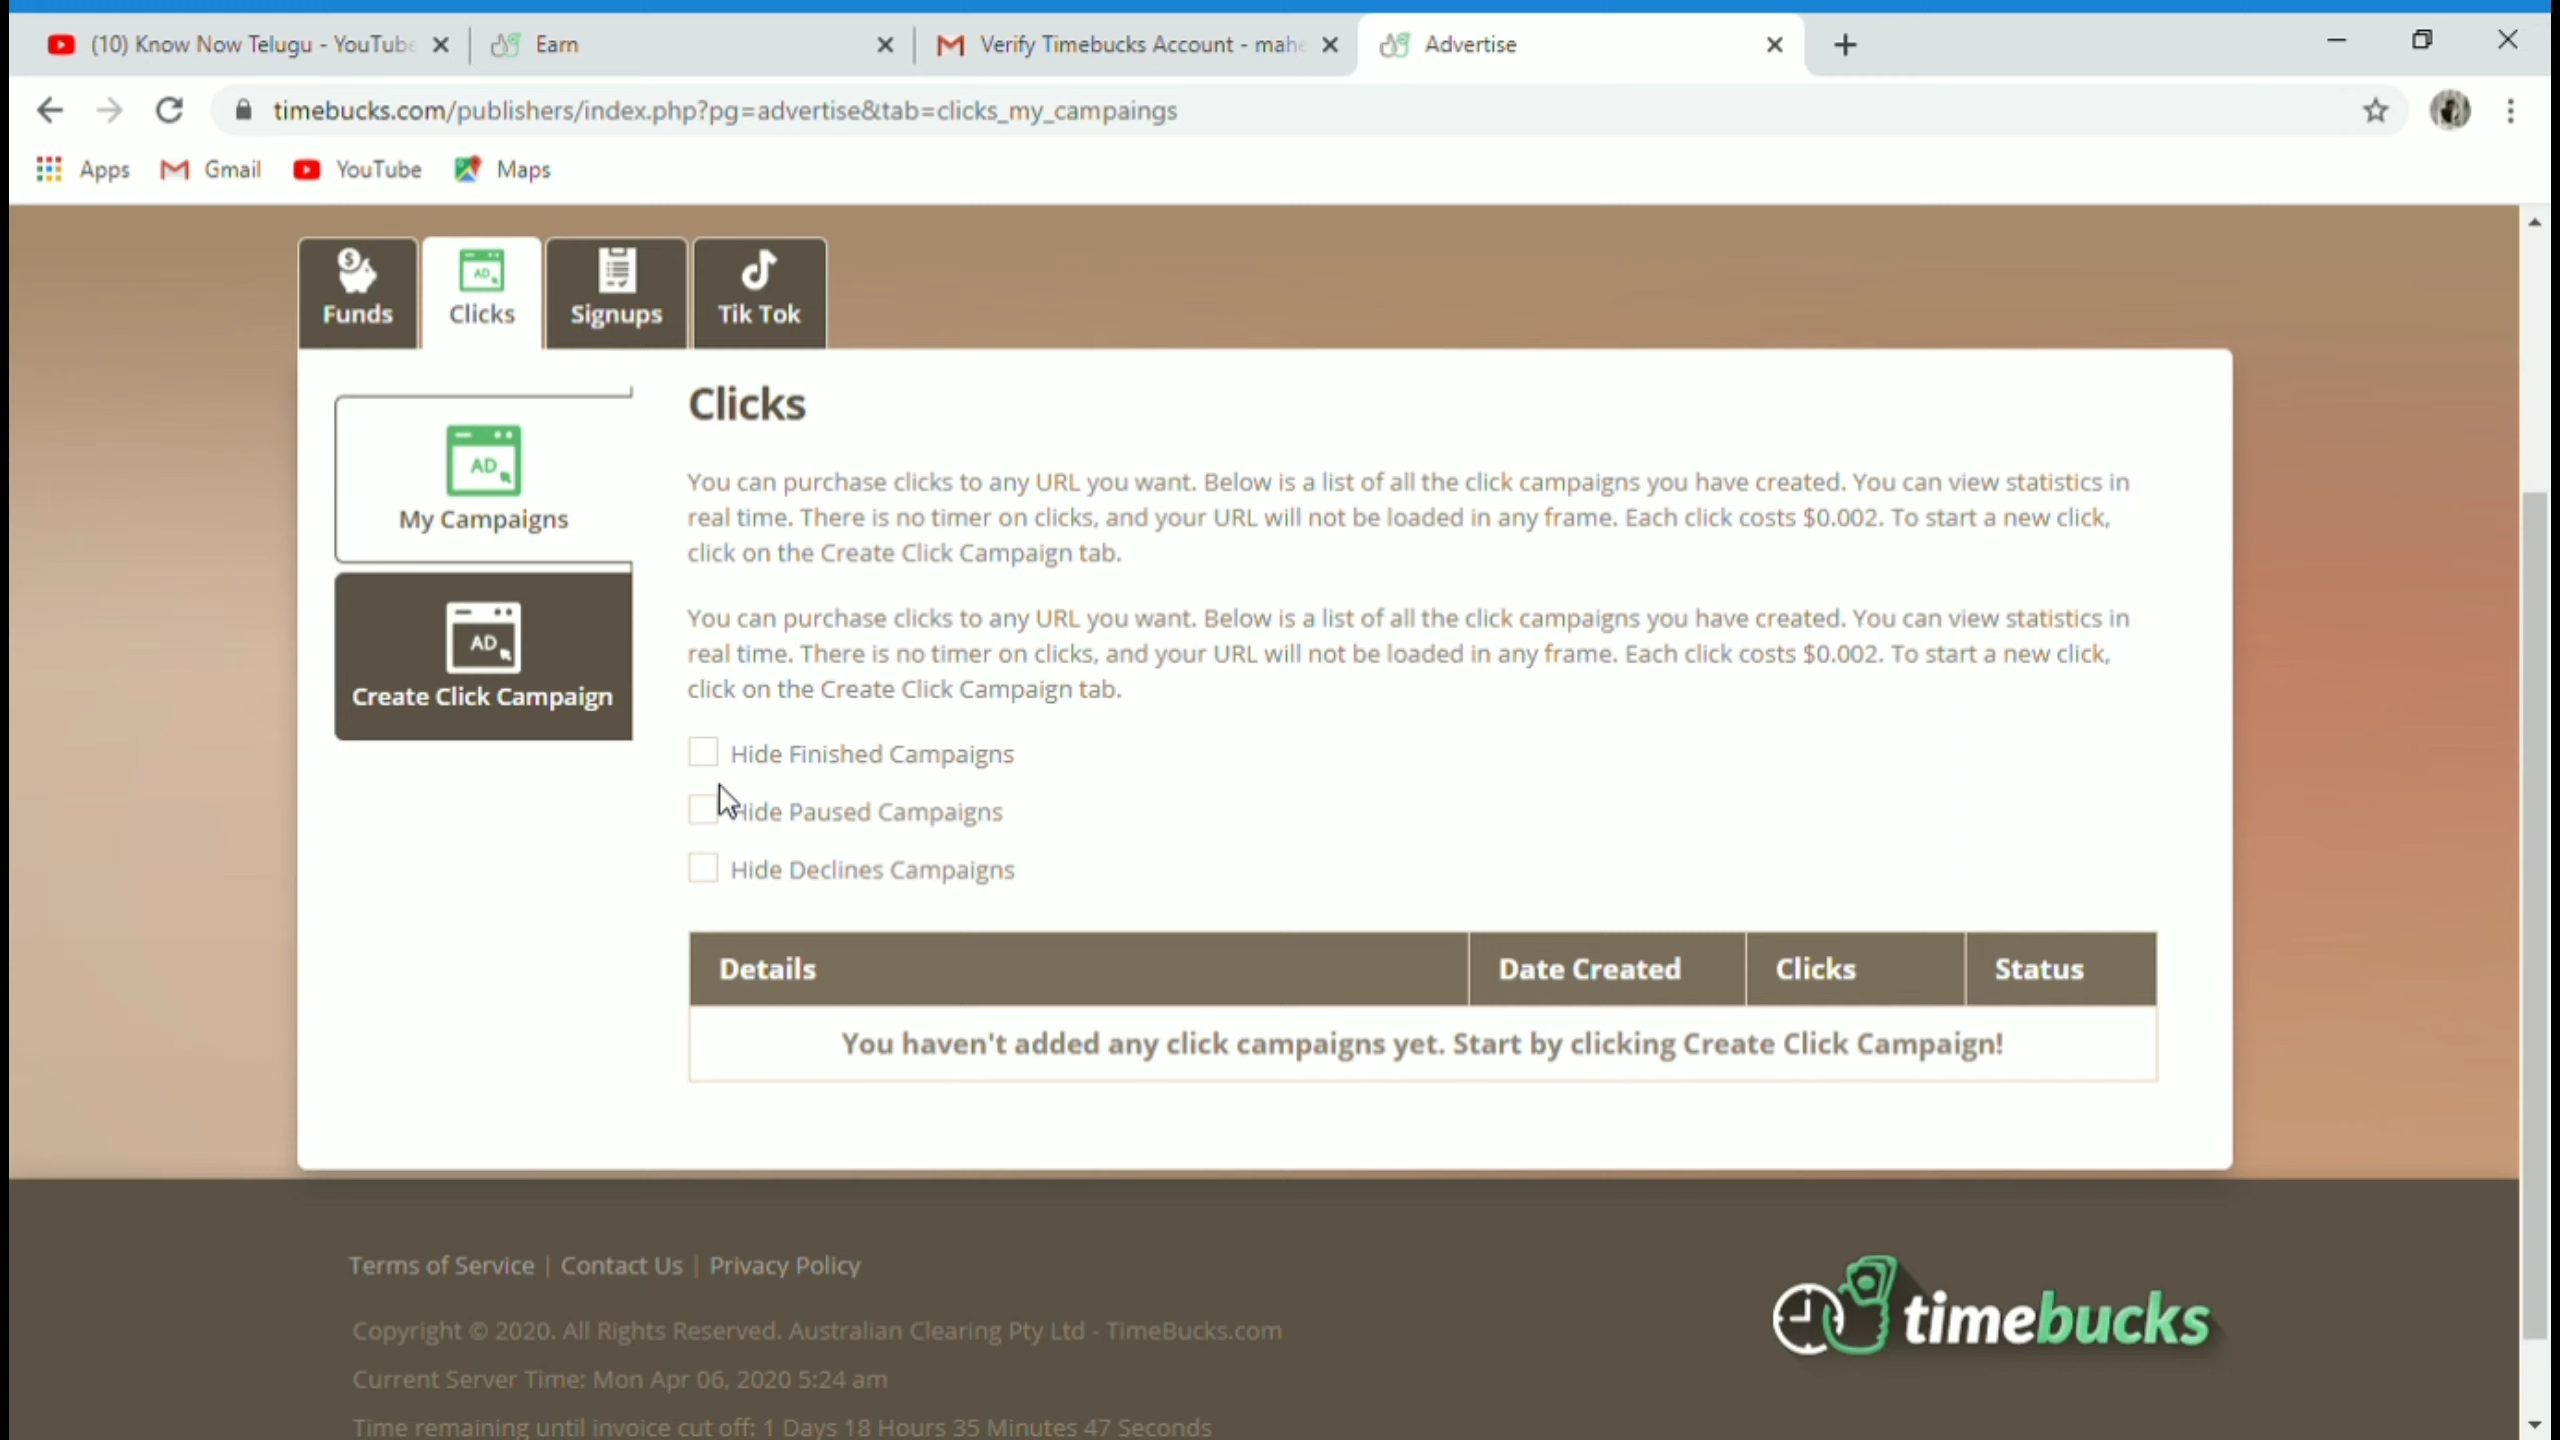 (10) Know Now Telugu - YouTube
Earn
Verify Timebucks Account - mahe
Advertise
timebucks.com/publishers/index.php?pg=advertise&tab=clicks_my_campaings
Apps
Gmail
YouTube
Maps
Funds
Clicks
Signups
Tik Tok
AD
My Campaigns
AD
Create Click Campaign
Clicks
You can purchase clicks to any URL you want. Below is a list of all the click campaigns you have created. You can view statistics in
real time. There is no timer on clicks, and your URL will not be loaded in any frame. Each click costs $0.002. To start a new click,
click on the Create Click Campaign tab.
You can purchase clicks to any URL you want. Below is a list of all the click campaigns you have created. You can view statistics in
real time. There is no timer on clicks, and your URL will not be loaded in any frame. Each click costs $0.002. To start a new click,
click on the Create Click Campaign tab.
Hide Finished Campaigns
Hide Paused Campaigns
Hide Declines Campaigns
Details Date Created Clicks Status
You haven't added any click campaigns yet. Start by clicking Create Click Campaign!
Terms of Service | Contact Us | Privacy Policy
Copyright © 2020. All Rights Reserved. Australian Clearing Pty Ltd - TimeBucks.com
Current Server Time: Mon Apr 06, 2020 5:24 am
Time remaining until invoice cut off: 1 Days 18 Hours 35 Minutes 47 Seconds
timebucks